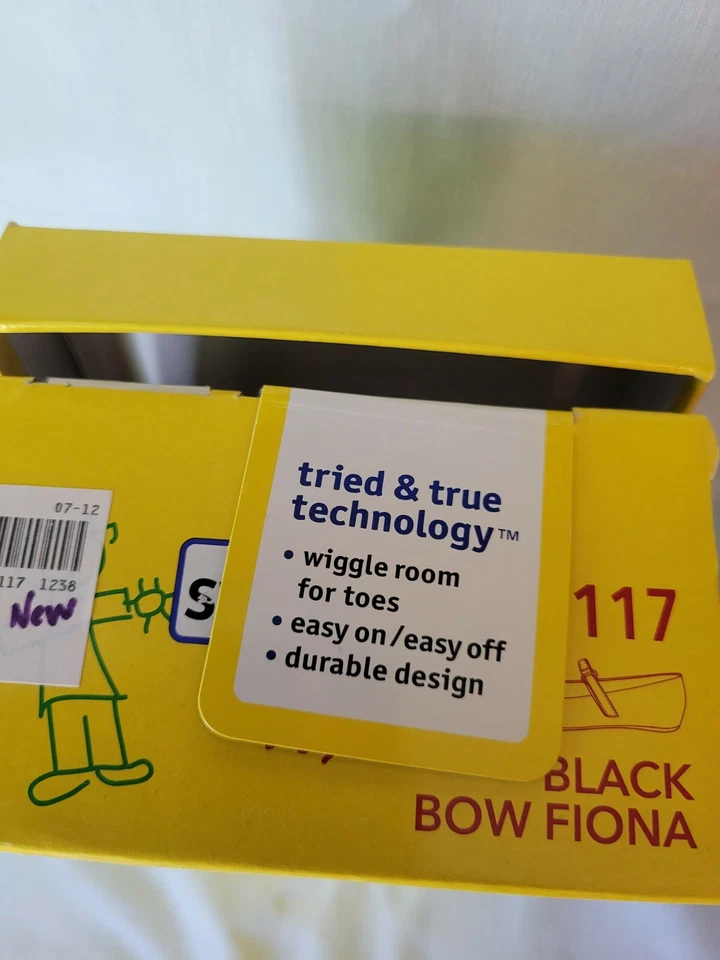 tried & true
technology™
• wiggle room
for toes
• easy on/easy off
• durable design
07-12
117 1238
New
117
BLACK
BOW FIONA